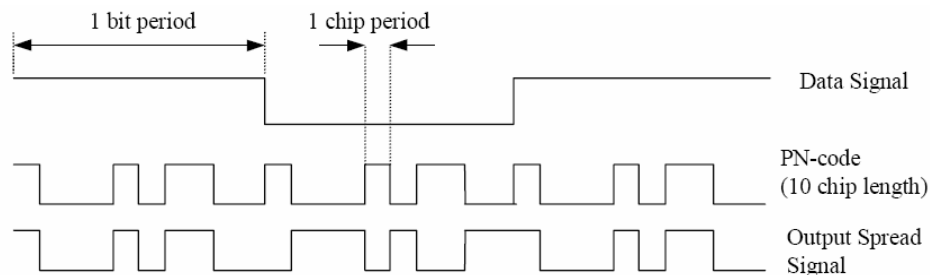 1 bit period
1 chip period
Data Signal
PN-code
(10 chip length)
Output Spread
Signal